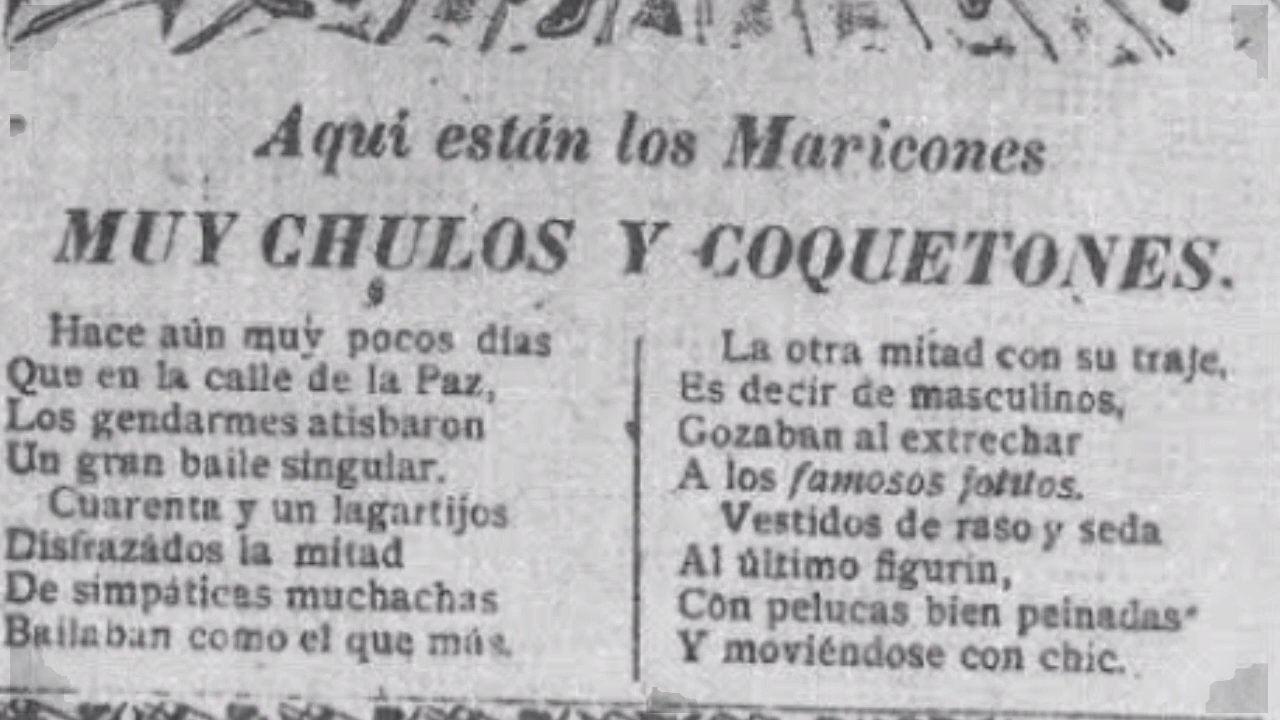 Aquí están los Maricones
MUY CHULOS Y COQUETONES.
Hace aún muy pocos días
Que en la calle de la Paz,
Los gendarmes atisbaron
Un gran baile singular.
Cuarenta y un lagartijos
Disfrazádos la mitad
De simpáticas muchachas
Bailaban como el que más.
La otra mitad con su traje,
Es decir de masculinos,
Gozaban al extrechar
A los famosos jotitos.
Vestidos de raso y seda
Al último figurín,
Con pelucas bien peinadas
Y moviéndose con chic.